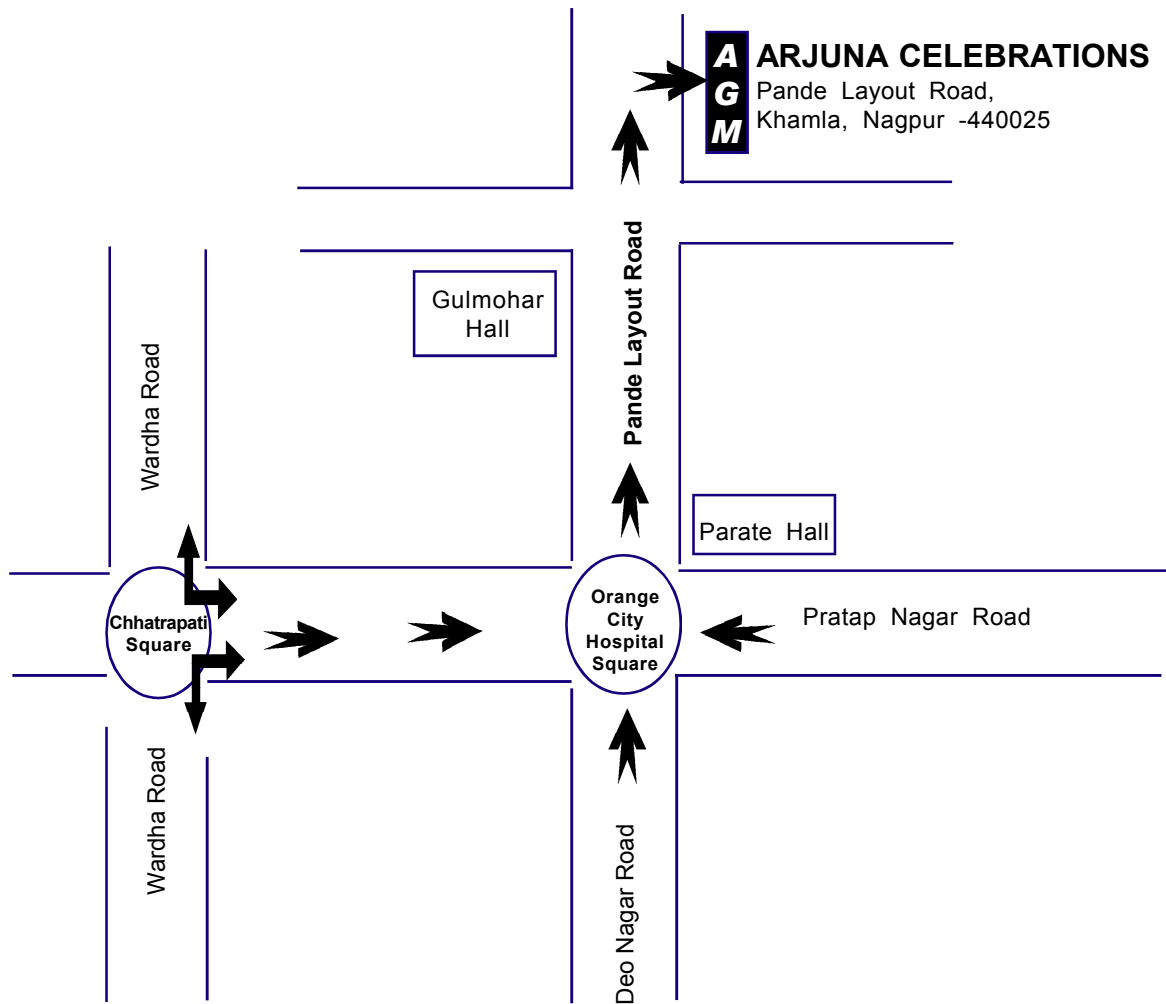 A
G
M
ARJUNA CELEBRATIONS
Pande Layout Road,
Khamla, Nagpur -440025
Gulmohar
Hall
Pande Layout Road
Wardha Road
Parate Hall
Chhatrapati
Square
Orange
City
Hospital
Square
Pratap Nagar Road
Wardha Road
Deo Nagar Road